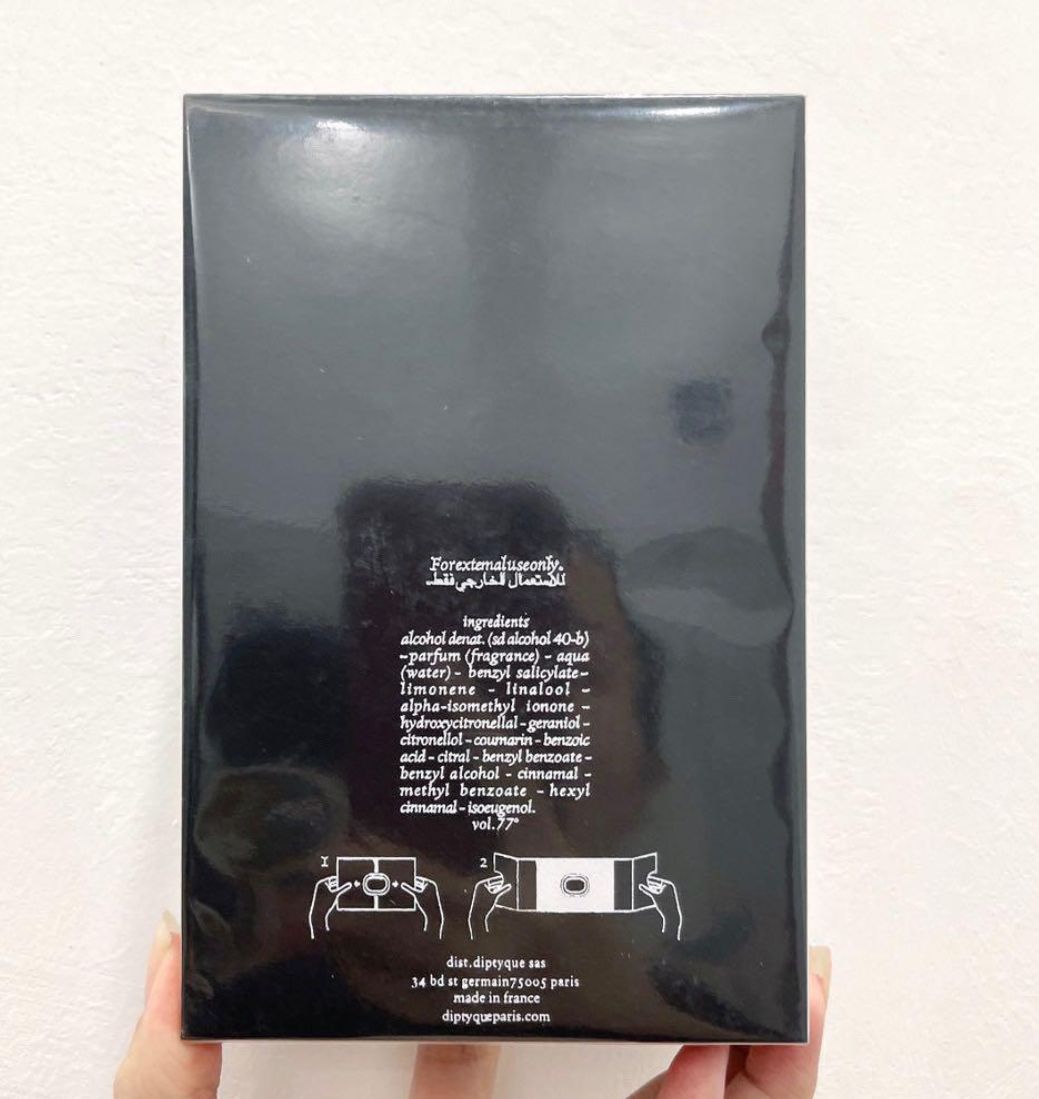 Forexternaluseonly.
للاستعمال الخارجي فقط.
ingredients
alcohol denat. (sd alcohol 40-b)
-parfum (fragrance) - aqua
(water) - benzyl salicylate-
limonene - linalool -
alpha-isomethyl ionone -
hydroxycitronellal-geraniol-
citronellol-coumarin-benzoic
acid-citral-benzyl benzoate-
benzyl alcohol - cinnamal -
methyl benzoate -hexyl
cinnamal-isoeugenol.
vol.77°
1 2
dist.diptyque sas
34 bd st germain75005 paris
made in france
diptyqueparis.com